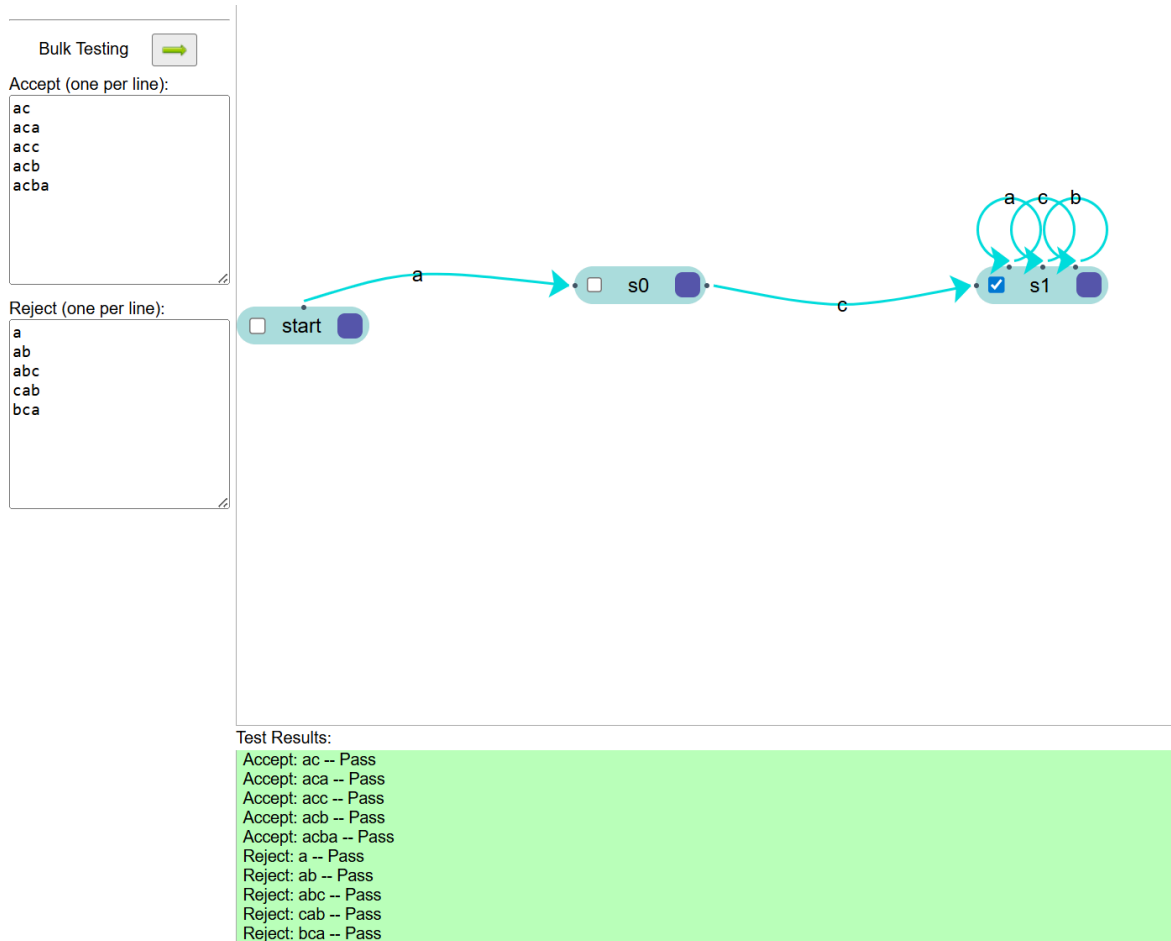 Bulk Testing
Accept (one per line):
ac
aca
acc
acb
acba
Reject (one per line):
a
ab
abc
cab
bca
a c b
a
s0
s1
c
start
Test Results:
Accept: ac -- Pass
Accept: aca -- Pass
Accept: acc -- Pass
Accept: acb -- Pass
Accept: acba -- Pass
Reject: a -- Pass
Reject: ab -- Pass
Reject: abc -- Pass
Reject: cab -- Pass
Reject: bca -- Pass